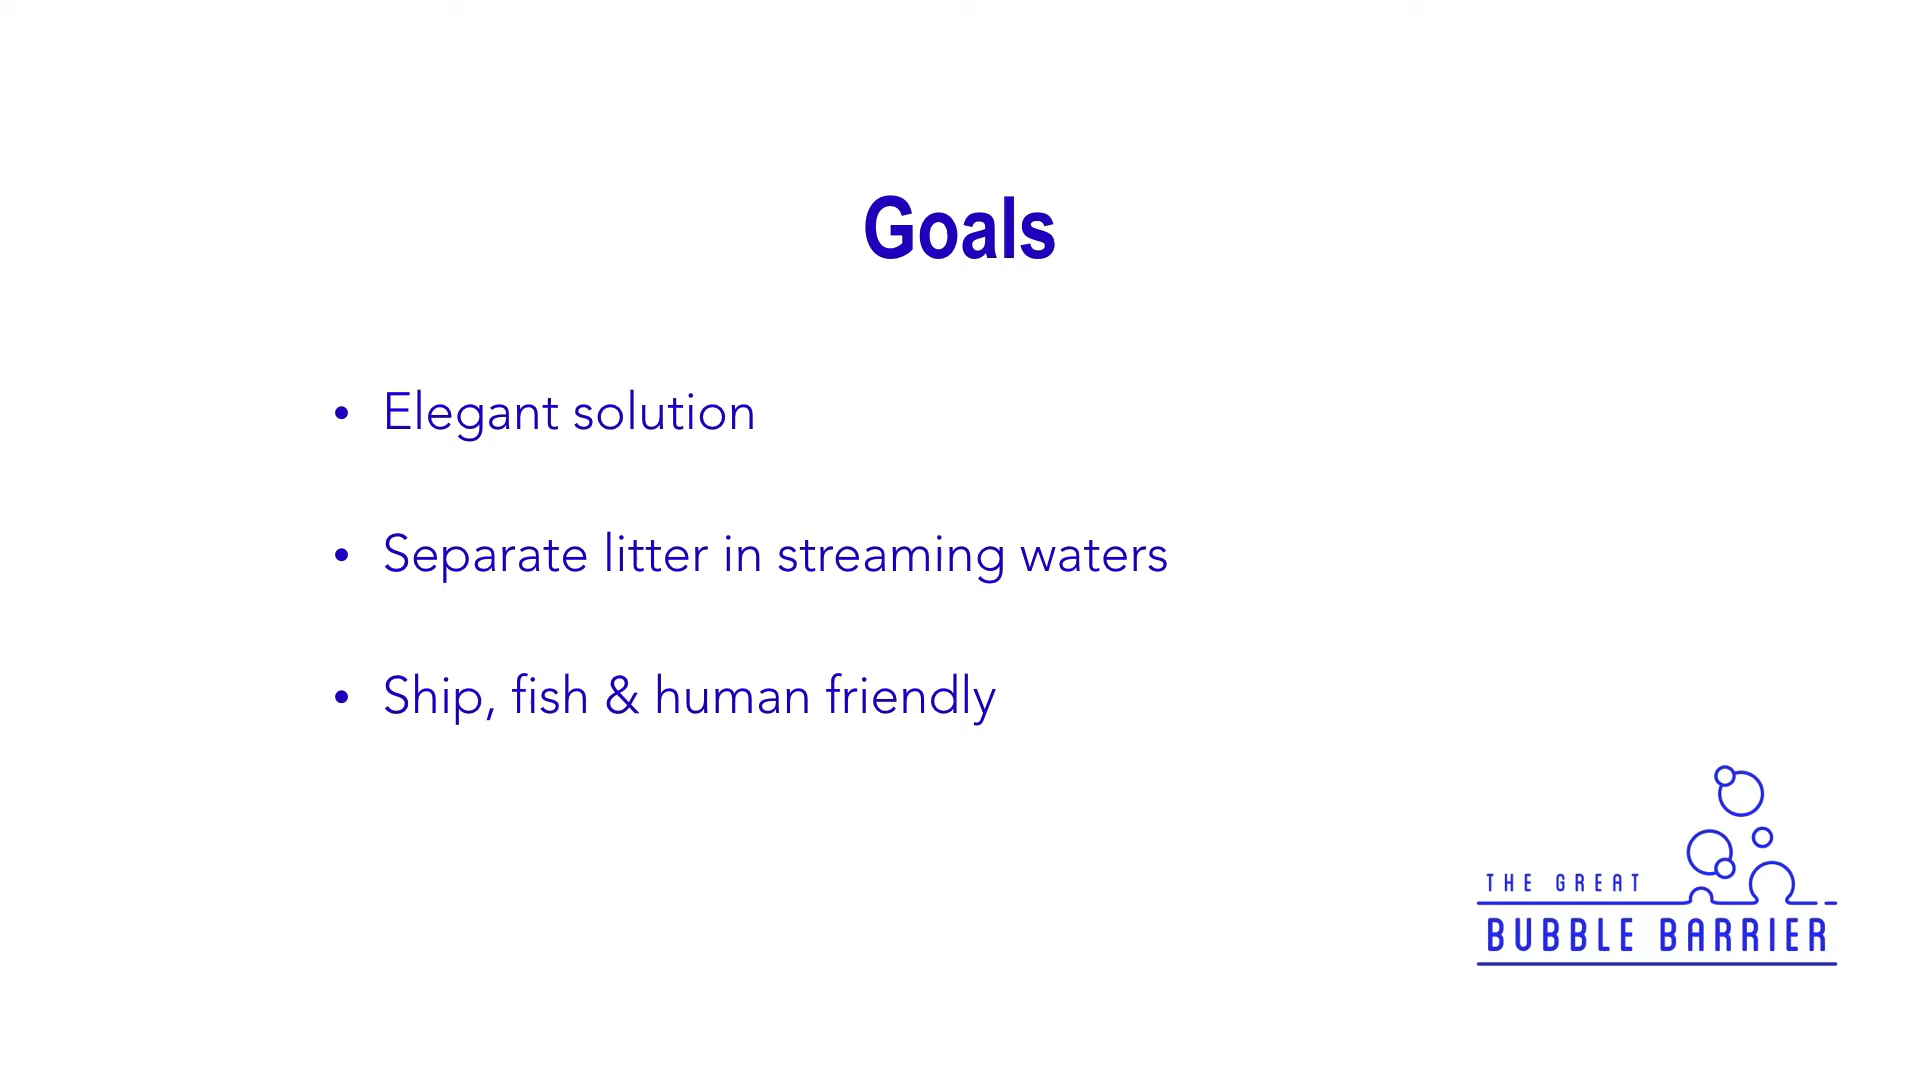 Goals
• Elegant solution
• Separate litter in streaming waters
• Ship, fish & human friendly
THE GREAT
BUBBLE BARRIER